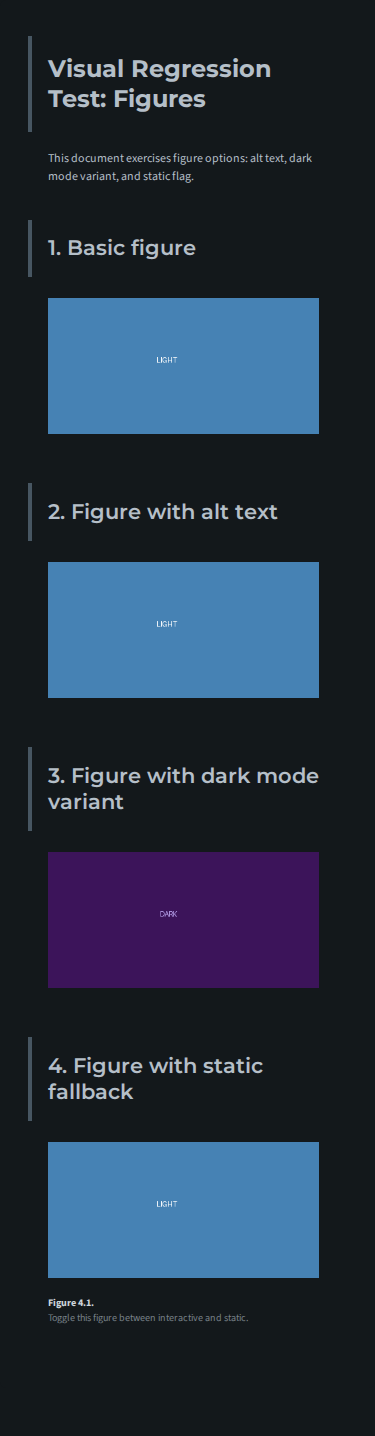 Visual Regression
Test: Figures
This document exercises figure options: alt text, dark
mode variant, and static flag.
1. Basic figure
LIGHT
2. Figure with alt text
LIGHT
3. Figure with dark mode
variant
DARK
4. Figure with static
fallback
LIGHT
Figure 4.1.
Toggle this figure between interactive and static.